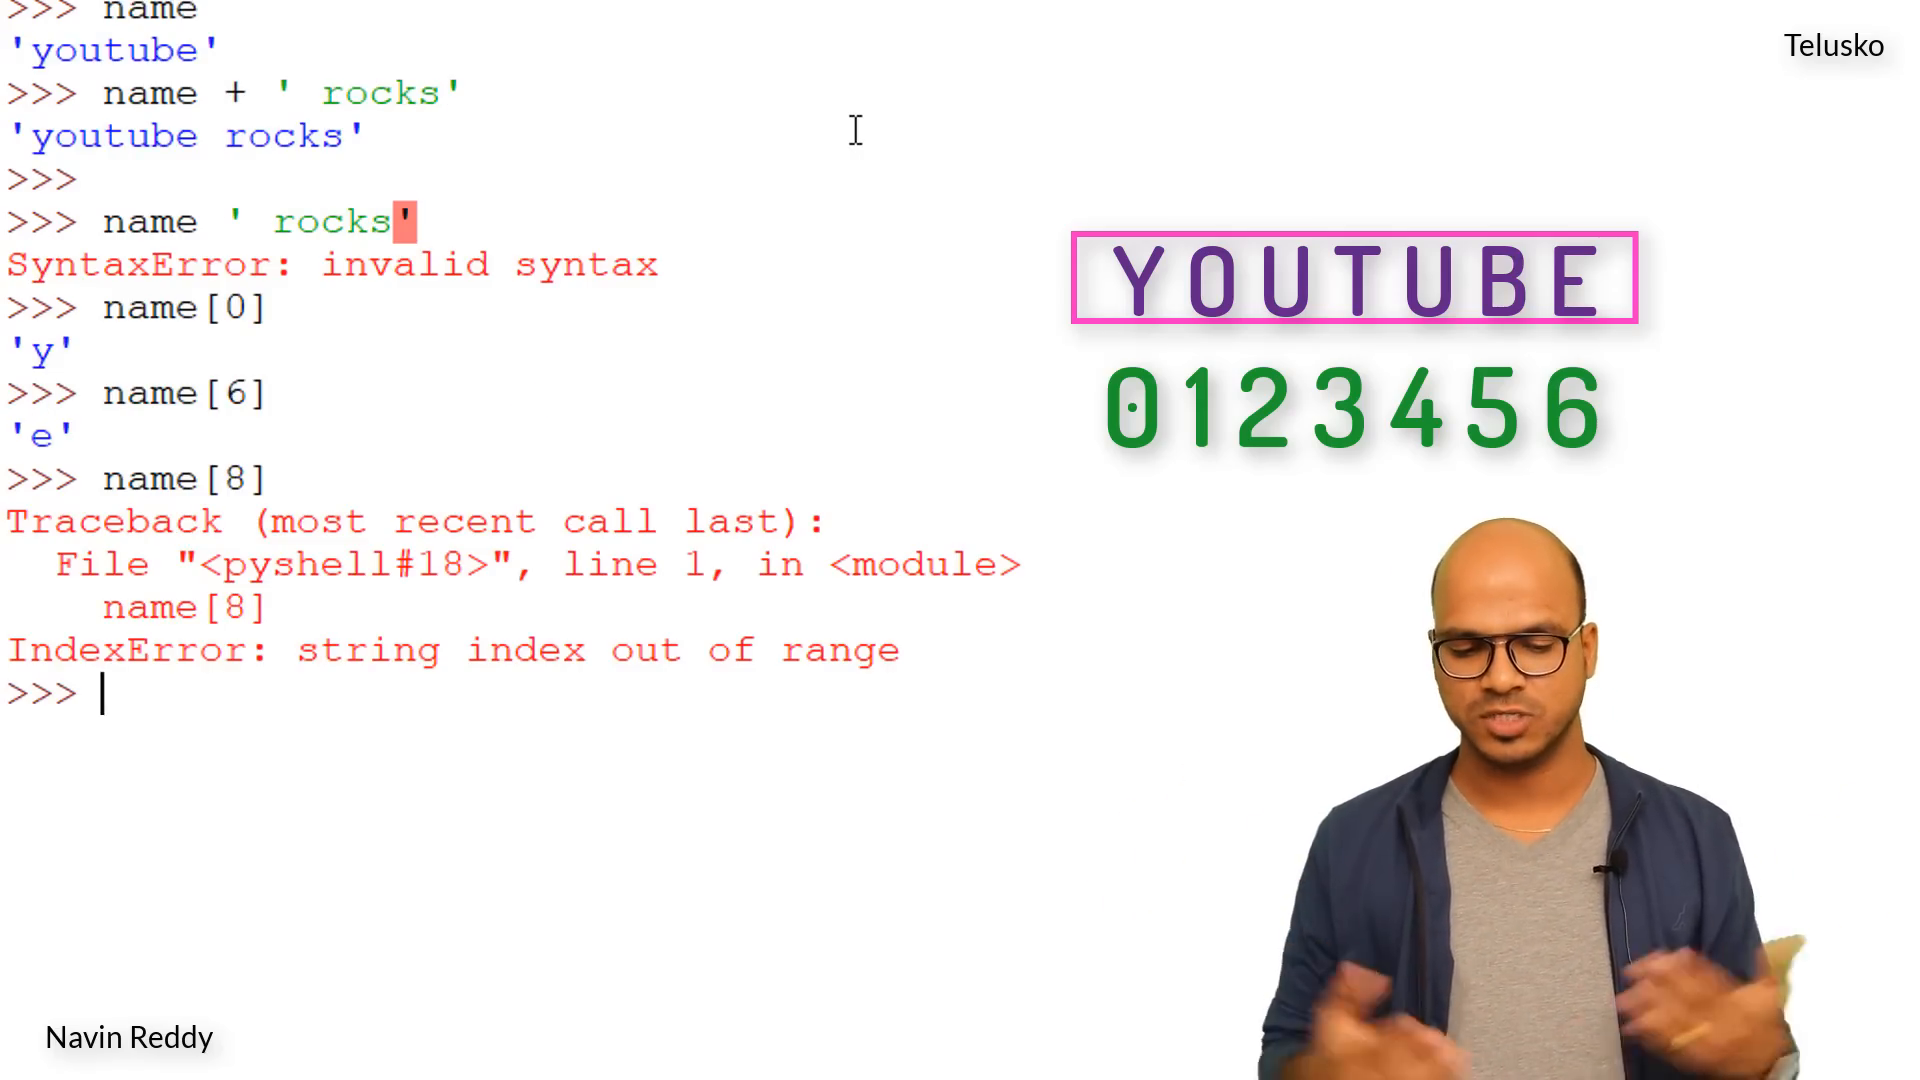 >>> name
'youtube'
>>> name + ' rocks'
'youtube rocks'
>>>
>>> name ' rocks'
SyntaxError: invalid syntax
>>> name[0]
'y'
>>> name[6]
'e'
>>> name[8]
Traceback (most recent call last):
  File "<pyshell#18>", line 1, in <module>
    name[8]
IndexError: string index out of range
>>>
Telusko
YOUTUBE
0123456
Navin Reddy